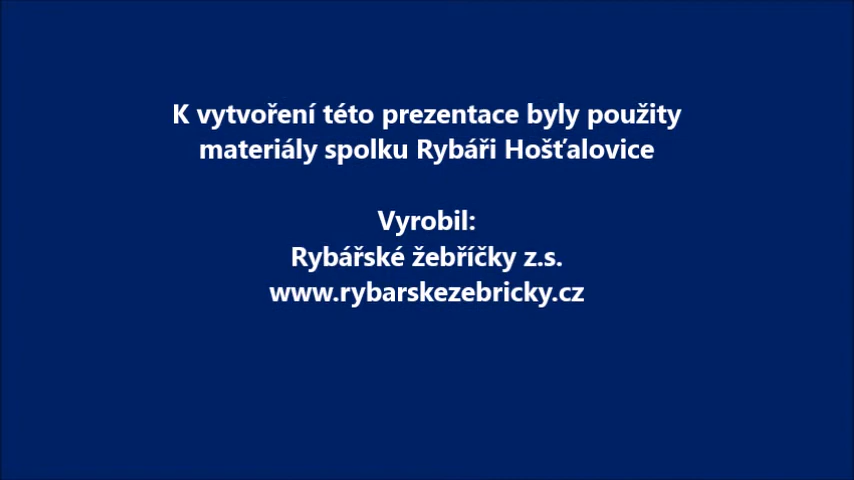 K vytvoření této prezentace byly použity
materiály spolku Rybáři Hošťalovice
Vyrobil:
Rybářské žebříčky z.s.
www.rybarskezebricky.cz